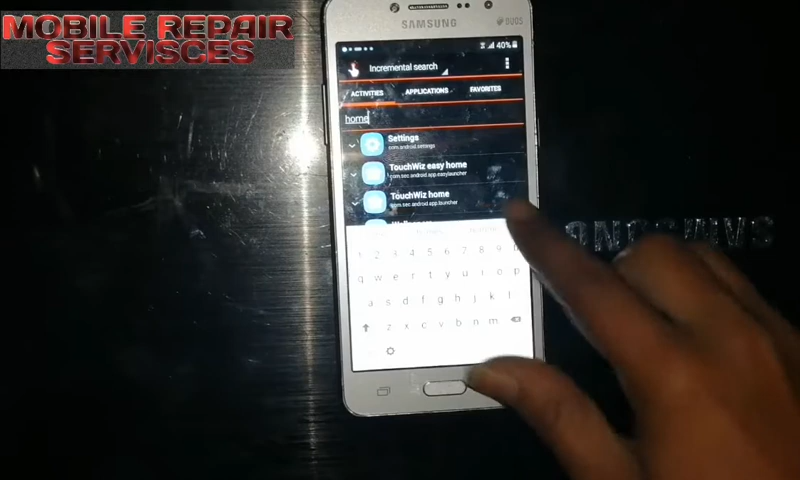 MOBILE REPAIR
SERVISCES
SAMSUNG
DUOS
40%
Incremental search
ACTIVITIES
APPLICATIONS
FAVORITES
home
Settings
com.android.settings
TouchWiz easy home
com.sec.android.app.easylauncher
TouchWiz home
com.sec.android.app.launcher
1 2 3 4 5 6 7 8 9
q w e r t y u i o p
a s d f g h j k l
z x c v b n m
SAMSUNG